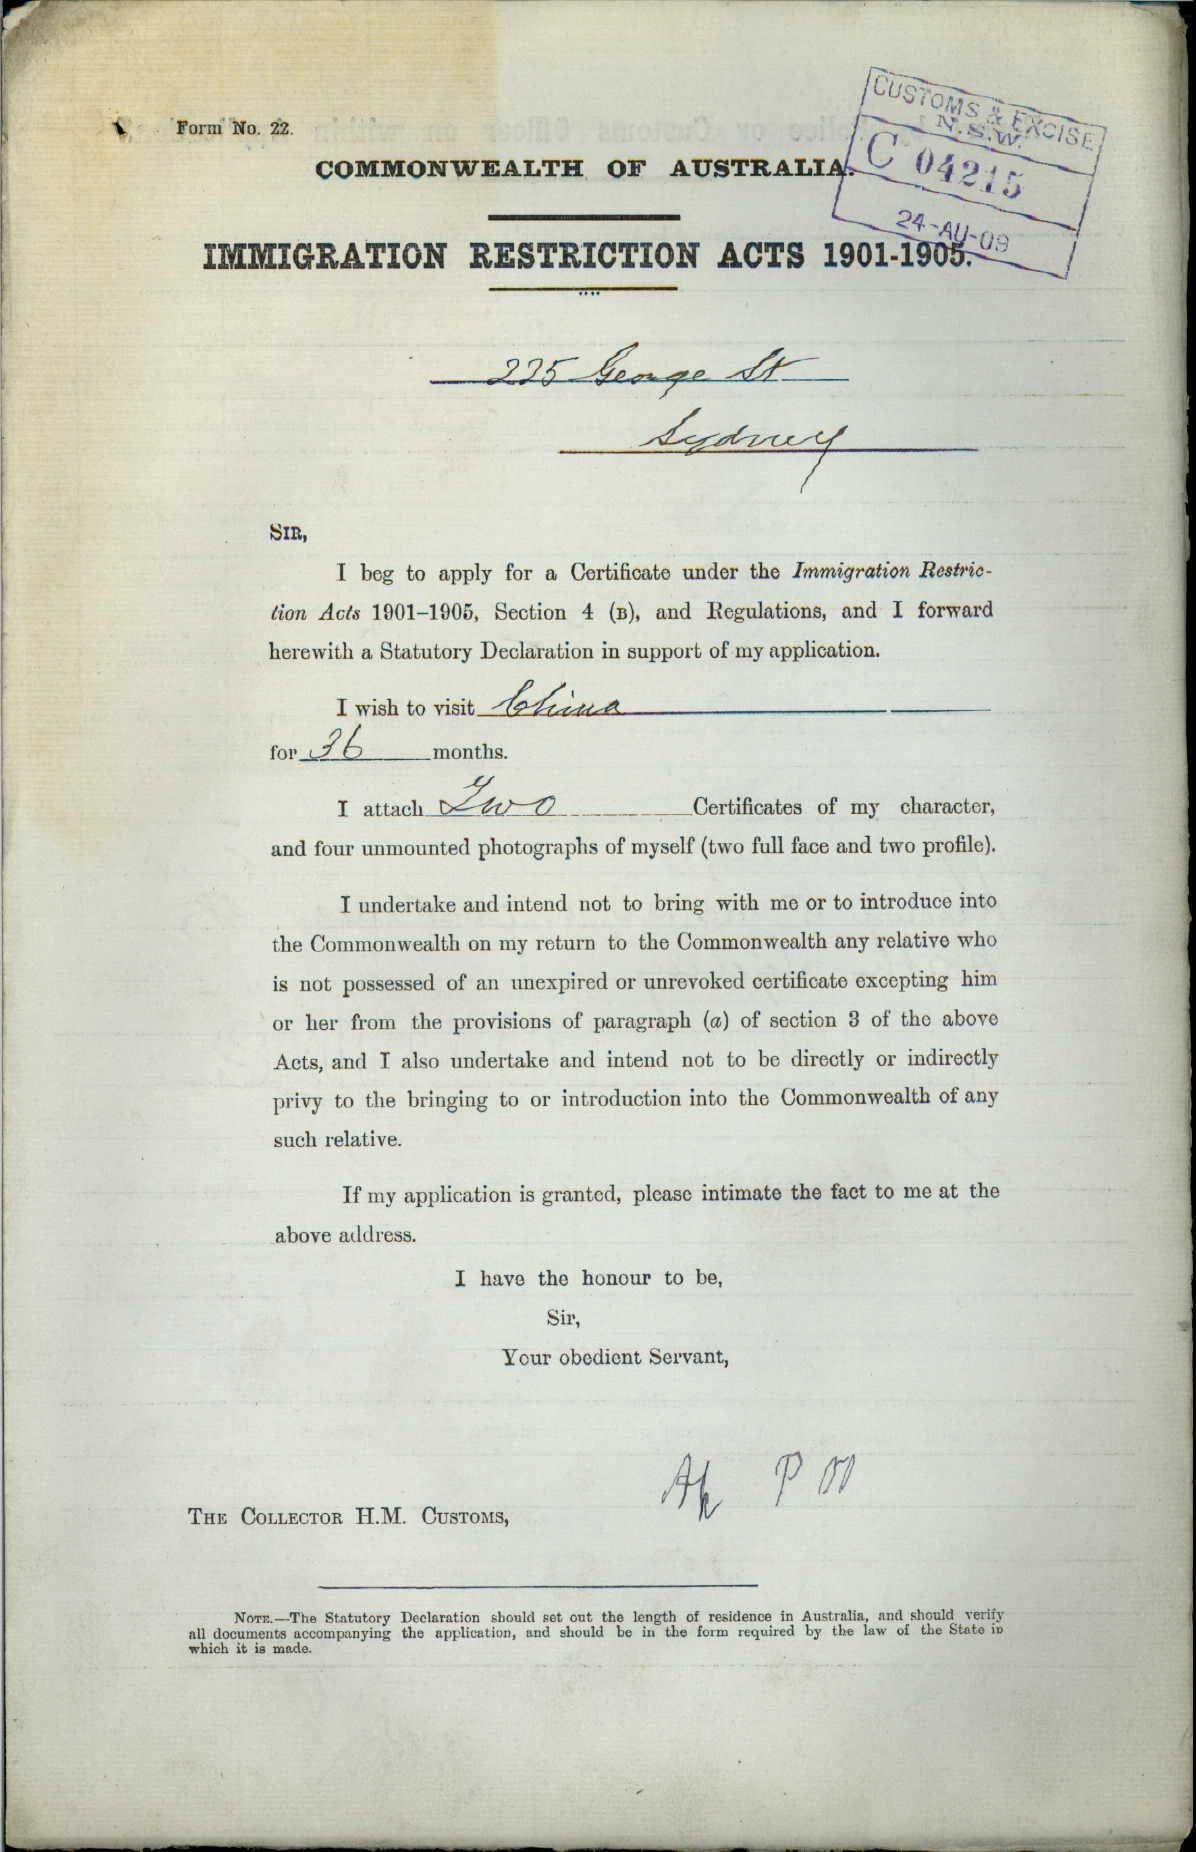 Form No. 22.
CUSTOMS & EXCISE
N.S.W.
C 04215
24-AU-09
COMMONWEALTH OF AUSTRALIA.
IMMIGRATION RESTRICTION ACTS 1901-1905.
225 George St
Sydney
SIR,
I beg to apply for a Certificate under the Immigration Restric-
tion Acts 1901–1905, Section 4 (B), and Regulations, and I forward
herewith a Statutory Declaration in support of my application.
I wish to visit China
for 36 months.
I attach Two Certificates of my character,
and four unmounted photographs of myself (two full face and two profile).
I undertake and intend not to bring with me or to introduce into
the Commonwealth on my return to the Commonwealth any relative who
is not possessed of an unexpired or unrevoked certificate excepting him
or her from the provisions of paragraph (a) of section 3 of the above
Acts, and I also undertake and intend not to be directly or indirectly
privy to the bringing to or introduction into the Commonwealth of any
such relative.
If my application is granted, please intimate the fact to me at the
above address.
I have the honour to be,
Sir,
Your obedient Servant,
Ah P
THE COLLECTOR H.M. CUSTOMS,
NOTE.—The Statutory Declaration should set out the length of residence in Australia, and should verify
all documents accompanying the application, and should be in the form required by the law of the State in
which it is made.